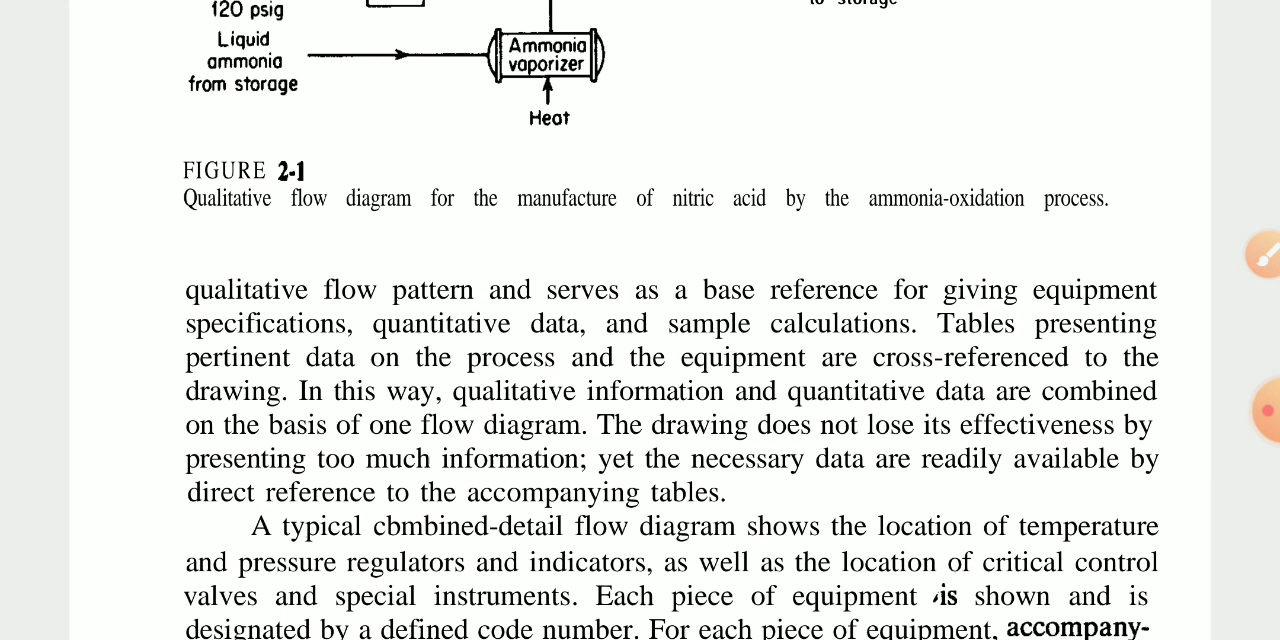 120 psig
to storage
Liquid
ammonia
from storage
Ammonia
vaporizer
Heat
FIGURE 2-1
Qualitative flow diagram for the manufacture of nitric acid by the ammonia-oxidation process.
qualitative flow pattern and serves as a base reference for giving equipment
specifications, quantitative data, and sample calculations. Tables presenting
pertinent data on the process and the equipment are cross-referenced to the
drawing. In this way, qualitative information and quantitative data are combined
on the basis of one flow diagram. The drawing does not lose its effectiveness by
presenting too much information; yet the necessary data are readily available by
direct reference to the accompanying tables.
A typical cbmbined-detail flow diagram shows the location of temperature
and pressure regulators and indicators, as well as the location of critical control
valves and special instruments. Each piece of equipment is shown and is
designated by a defined code number. For each piece of equipment, accompany-